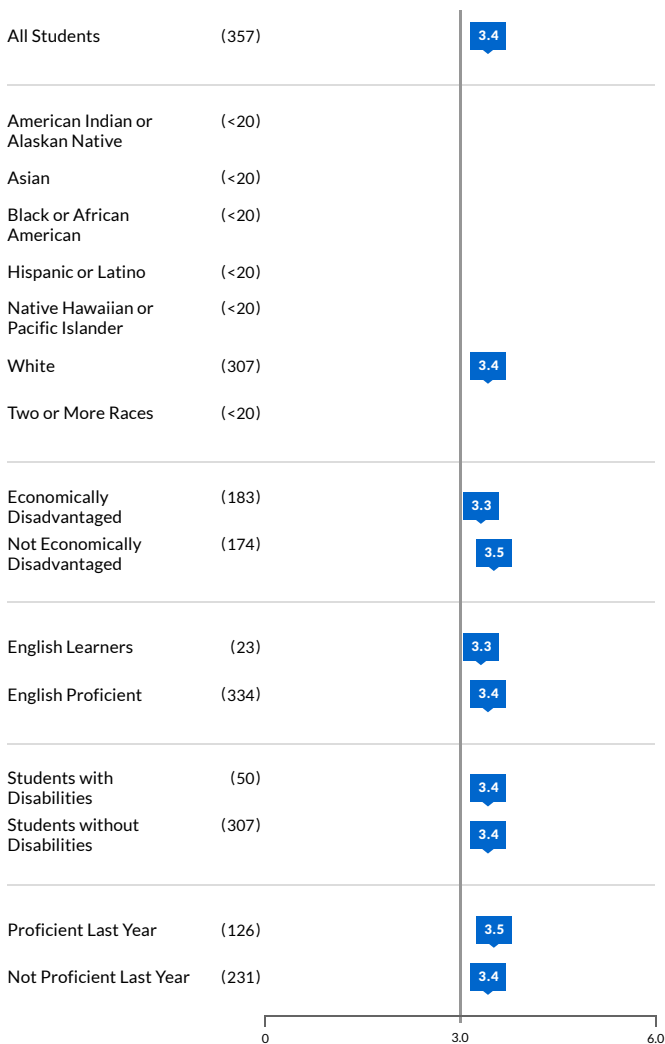 All Students (357) 3.4
American Indian or (<20)
Alaskan Native
Asian (<20)
Black or African (<20)
American
Hispanic or Latino (<20)
Native Hawaiian or (<20)
Pacific Islander
White (307) 3.4
Two or More Races (<20)
Economically (183) 3.3
Disadvantaged
Not Economically (174) 3.5
Disadvantaged
English Learners (23) 3.3
English Proficient (334) 3.4
Students with (50) 3.4
Disabilities
Students without (307) 3.4
Disabilities
Proficient Last Year (126) 3.5
Not Proficient Last Year (231) 3.4
0 3.0 6.0